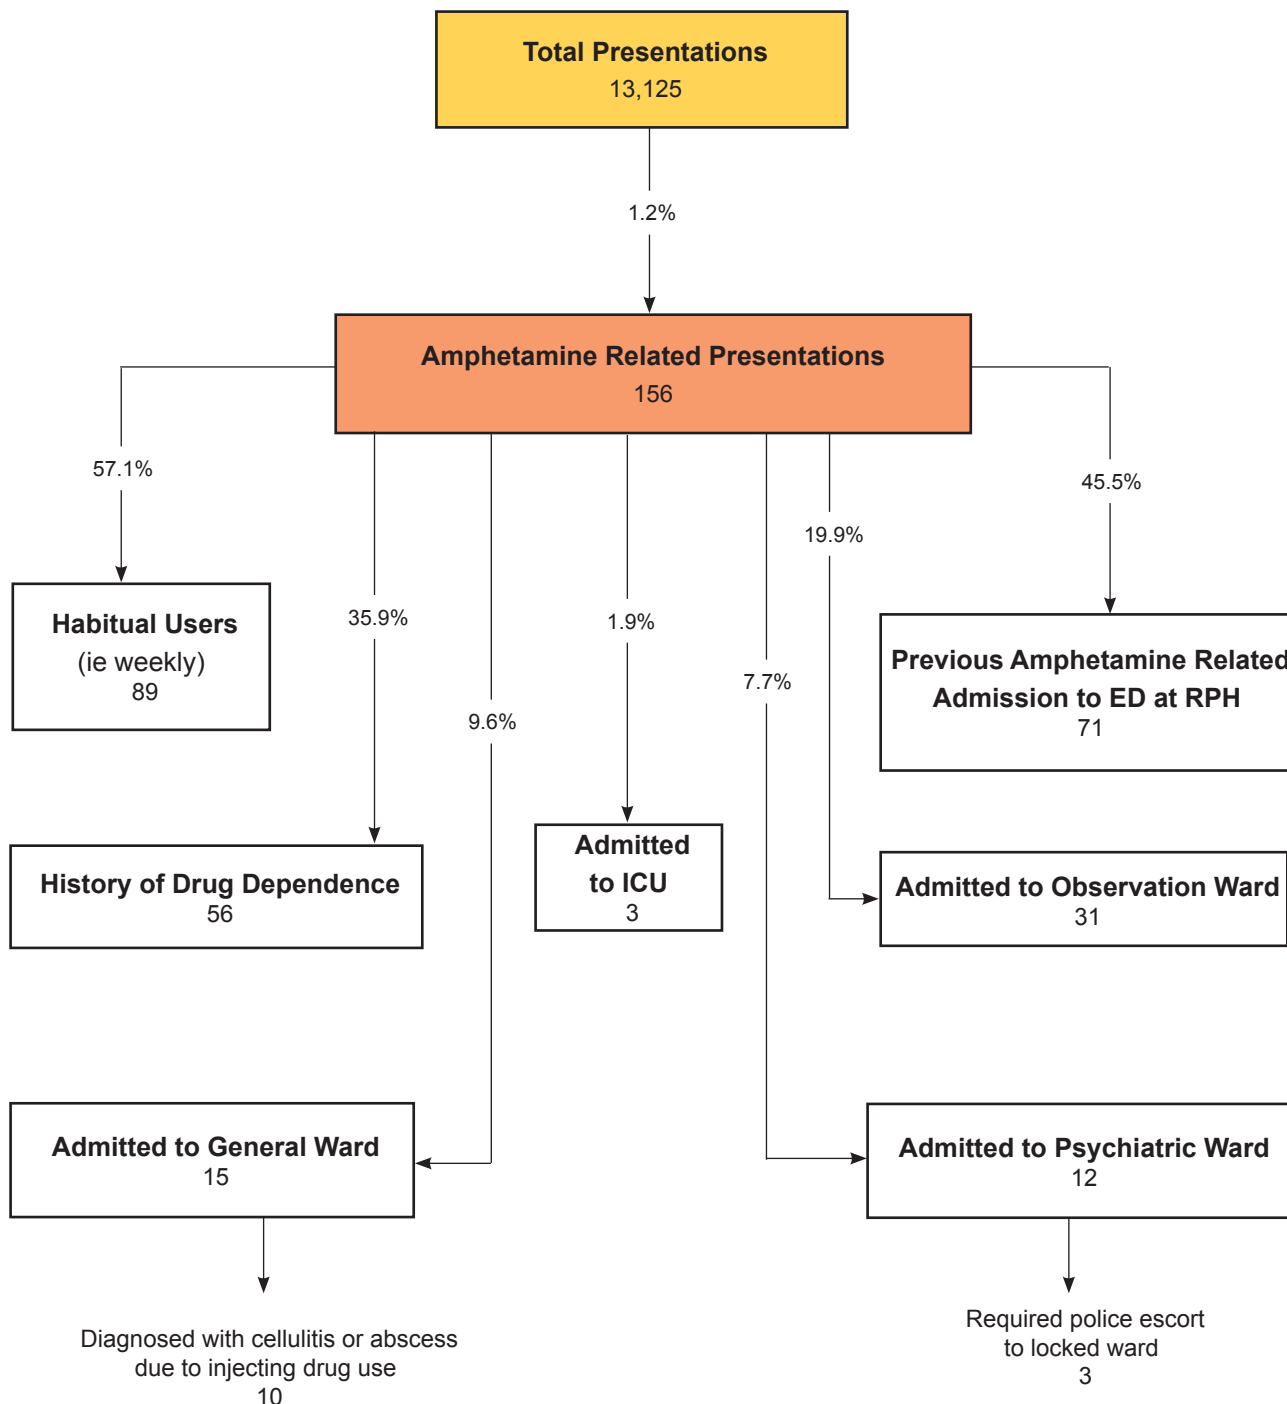 Total Presentations
13,125
1.2%
Amphetamine Related Presentations
156
57.1%
45.5%
19.9%
35.9%
1.9%
7.7%
9.6%
Habitual Users
(ie weekly)
89
Previous Amphetamine Related
Admission to ED at RPH
71
History of Drug Dependence
56
Admitted
to ICU
3
Admitted to Observation Ward
31
Admitted to General Ward
15
Admitted to Psychiatric Ward
12
Diagnosed with cellulitis or abscess
due to injecting drug use
10
Required police escort
to locked ward
3